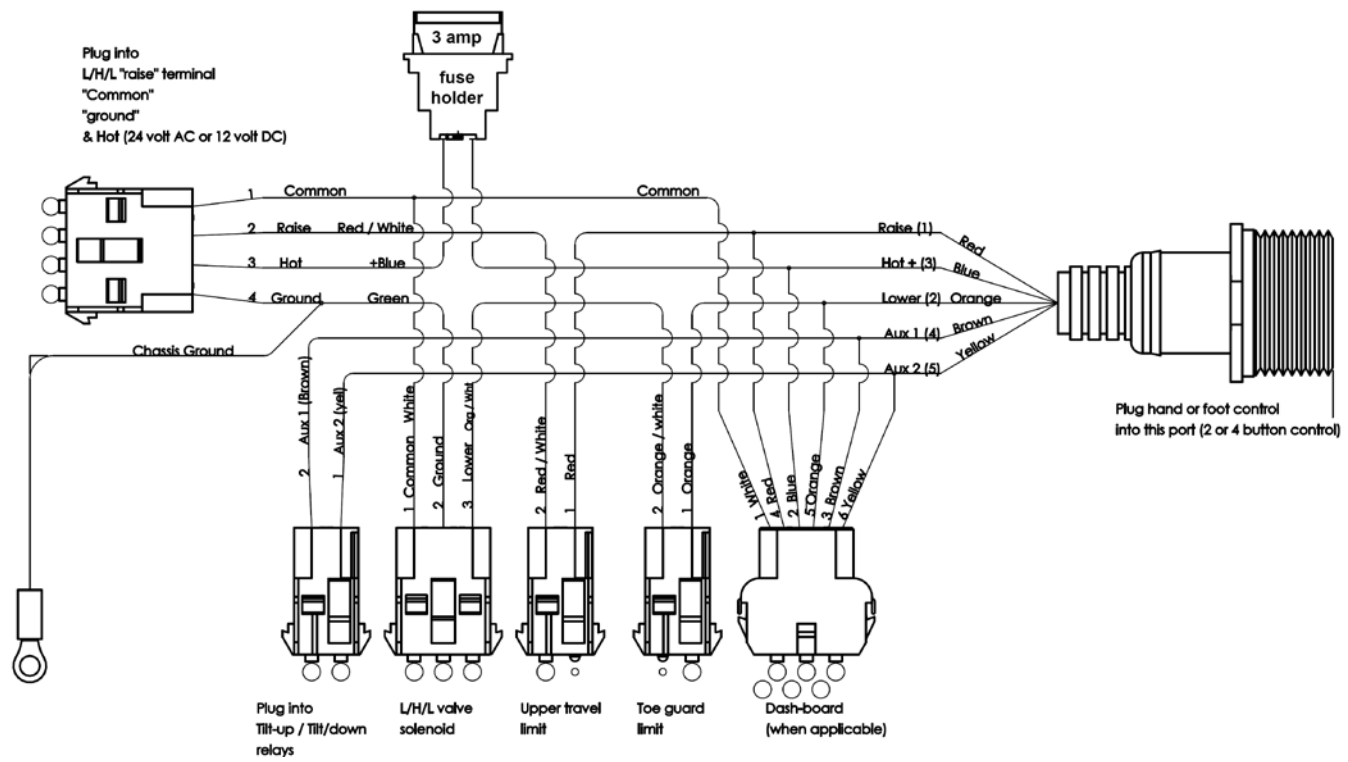 3 amp
fuse
holder
Plug into
L/H/L "raise" terminal
"Common"
"ground"
& Hot (24 volt AC or 12 volt DC)
1 Common
Common
2 Raise Red / White
Raise (1) Red
3 Hot +Blue
Hot + (3) Blue
4 Ground Green
Lower (2) Orange
Aux 1 (4) Brown
Aux 2 (5) Yellow
Chassis Ground
2 Aux 1 (Brown)
1 Aux 2 (yel)
1 Common White
2 Ground
3 Lower Org / Wht
2 Red / White
1 Red
2 Orange / white
1 Orange
1 White
4 Red
2 Blue
5 Orange
3 Brown
6 Yellow
Plug hand or foot control
into this port (2 or 4 button control)
Plug into
Tilt-up / Tilt/down
relays
L/H/L valve
solenoid
Upper travel
limit
Toe guard
limit
Dash-board
(when applicable)